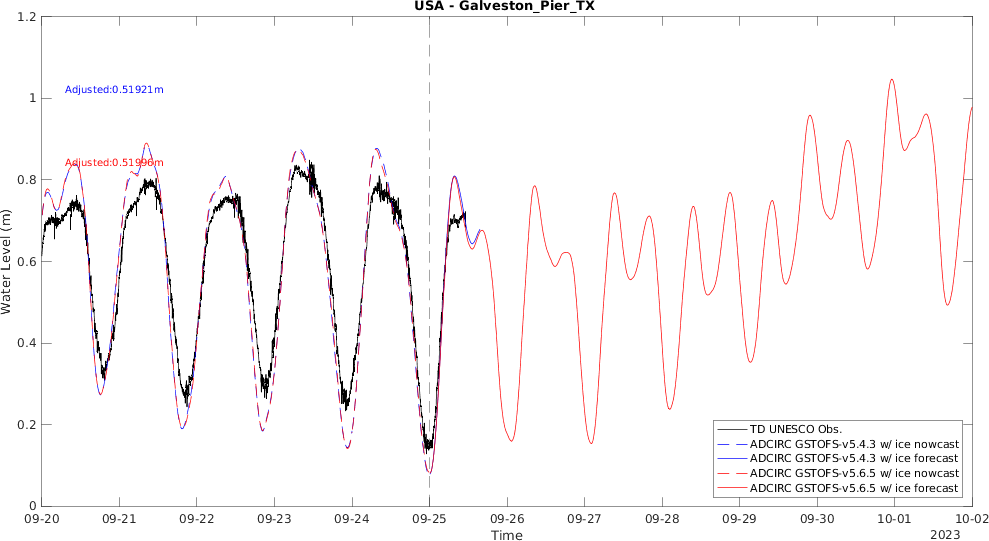 USA - Galveston_Pier_TX
1.2
1
0.8
0.6
0.4
0.2
0
Water Level (m)
Adjusted:0.51921m
Adjusted:0.51996m
TD UNESCO Obs.
ADCIRC GSTOFS-v5.4.3 w/ ice nowcast
ADCIRC GSTOFS-v5.4.3 w/ ice forecast
ADCIRC GSTOFS-v5.6.5 w/ ice nowcast
ADCIRC GSTOFS-v5.6.5 w/ ice forecast
09-20 09-21 09-22 09-23 09-24 09-25 09-26 09-27 09-28 09-29 09-30 10-01 10-02
Time
2023